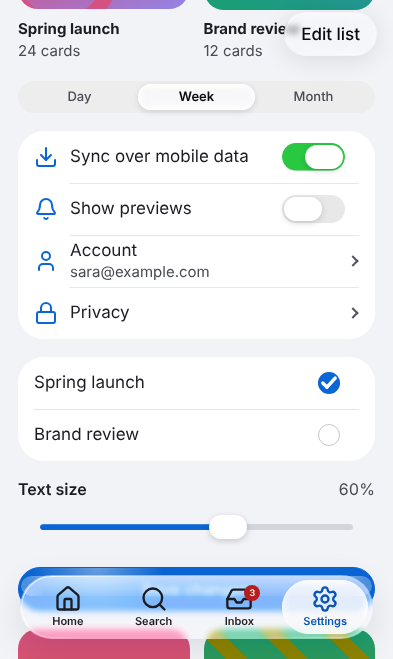 Spring launch
24 cards
Brand
12 cards
Edit list
Day
Week
Month
Sync over mobile data
Show previews
Account
sara@example.com
Privacy
Spring launch
Brand review
Text size
60%
Home
Search
Inbox
3
Settings